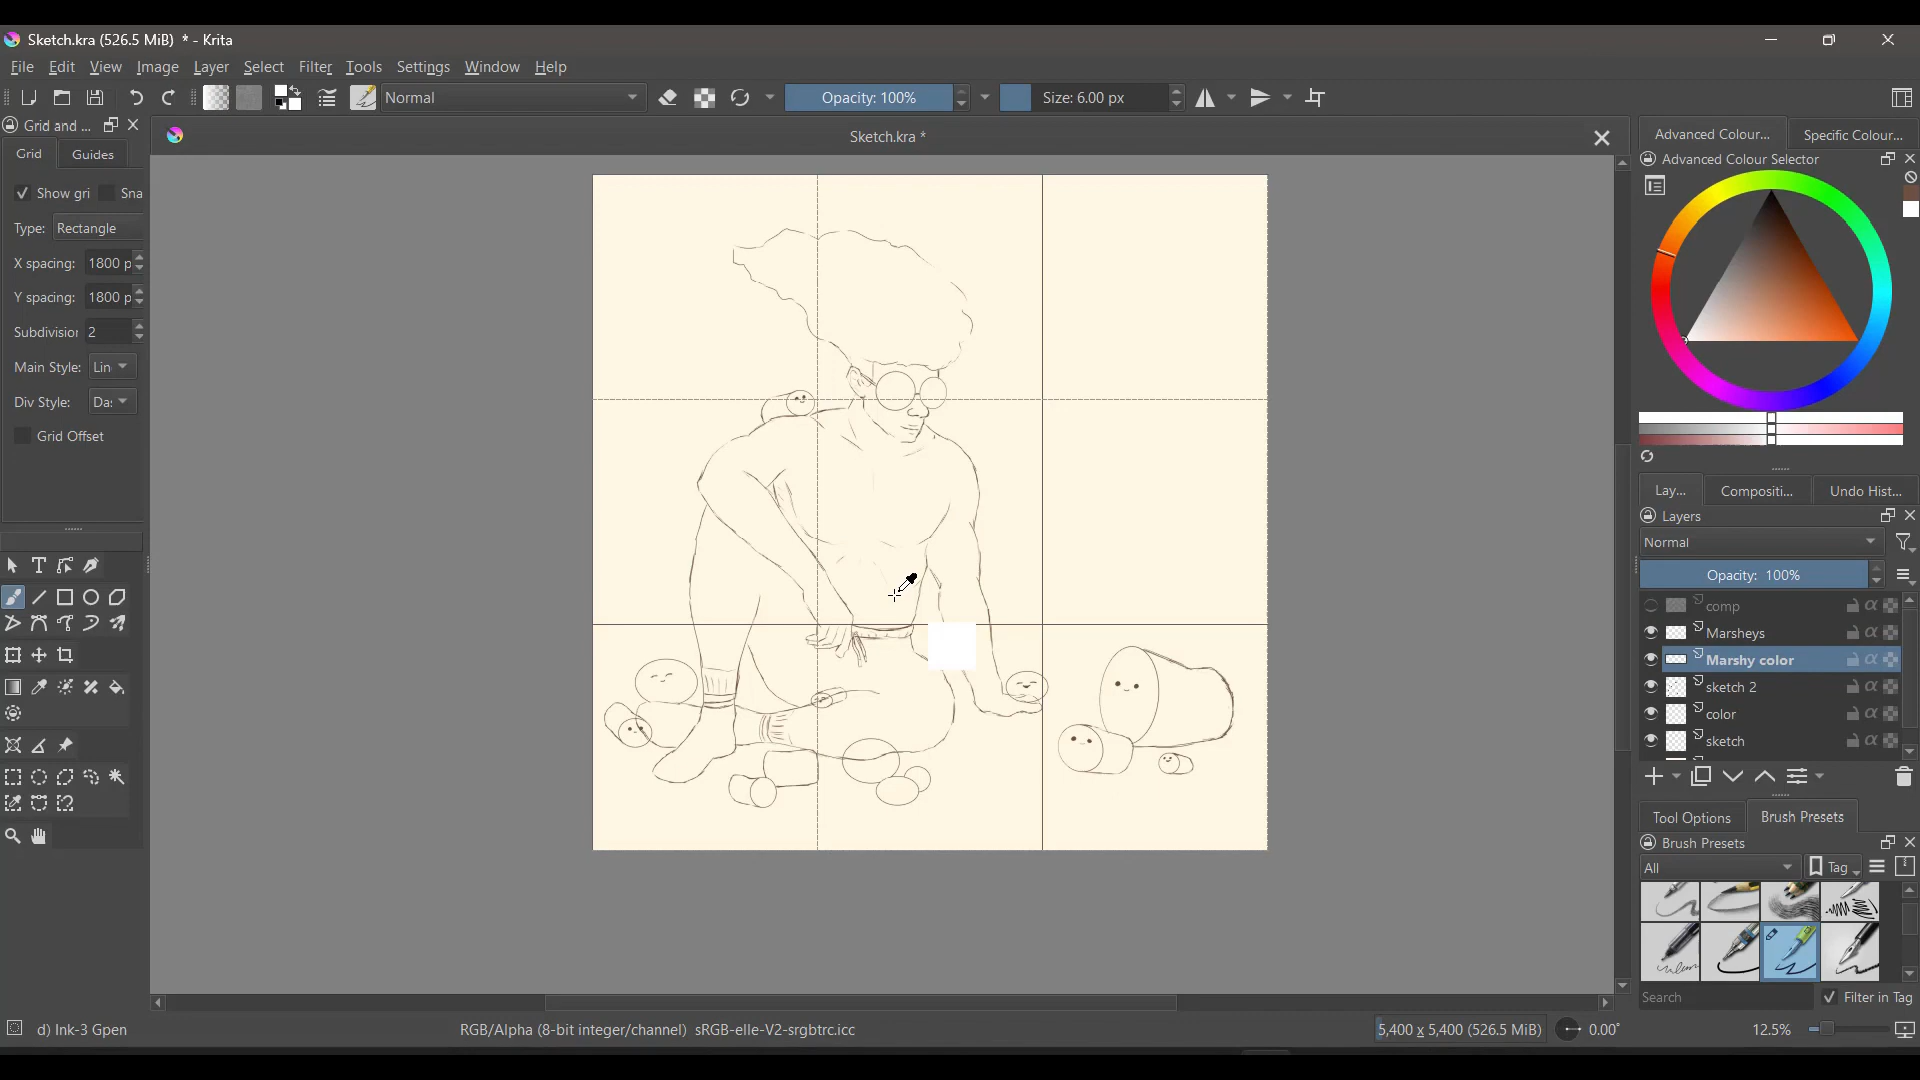 Sketch.kra (526.5 MiB) * - Krita
File Edit View Image Layer Select Filter Tools Settings Window Help
Normal Opacity: 100% Size: 6.00 px
Grid and ...
Sketch.kra *
Grid Guides
Show gri Sna
Type: Rectangle
X spacing: 1800 p
Y spacing: 1800 p
Subdivision 2
Main Style: Lin
Div Style: Da:
Grid Offset
Advanced Colour... Specific Colour...
Advanced Colour Selector
Lay... Compositi... Undo Hist...
Layers
Normal
Opacity: 100%
comp
Marsheys
Marshy color
sketch 2
color
sketch
Tool Options Brush Presets
Brush Presets
All Tag
Search Filter in Tag
d) Ink-3 Gpen RGB/Alpha (8-bit integer/channel) sRGB-elle-V2-srgbtrc.icc 5,400 x 5,400 (526.5 MiB) 0.00° 12.5%